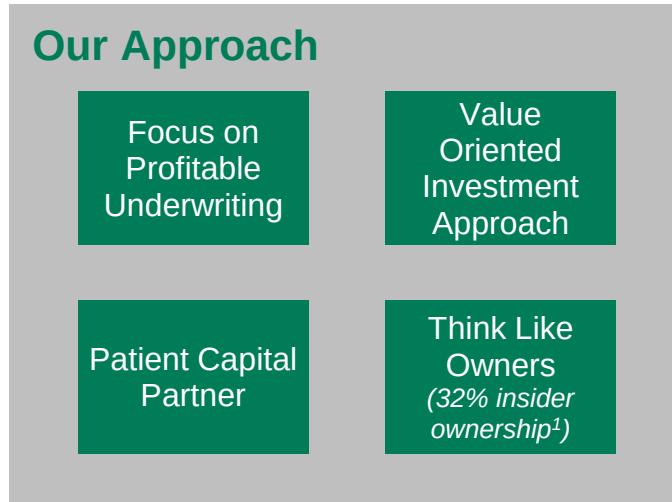 Our Approach
Focus on
Profitable
Underwriting
Value
Oriented
Investment
Approach
Patient Capital
Partner
Think Like
Owners
(32% insider
ownership¹)